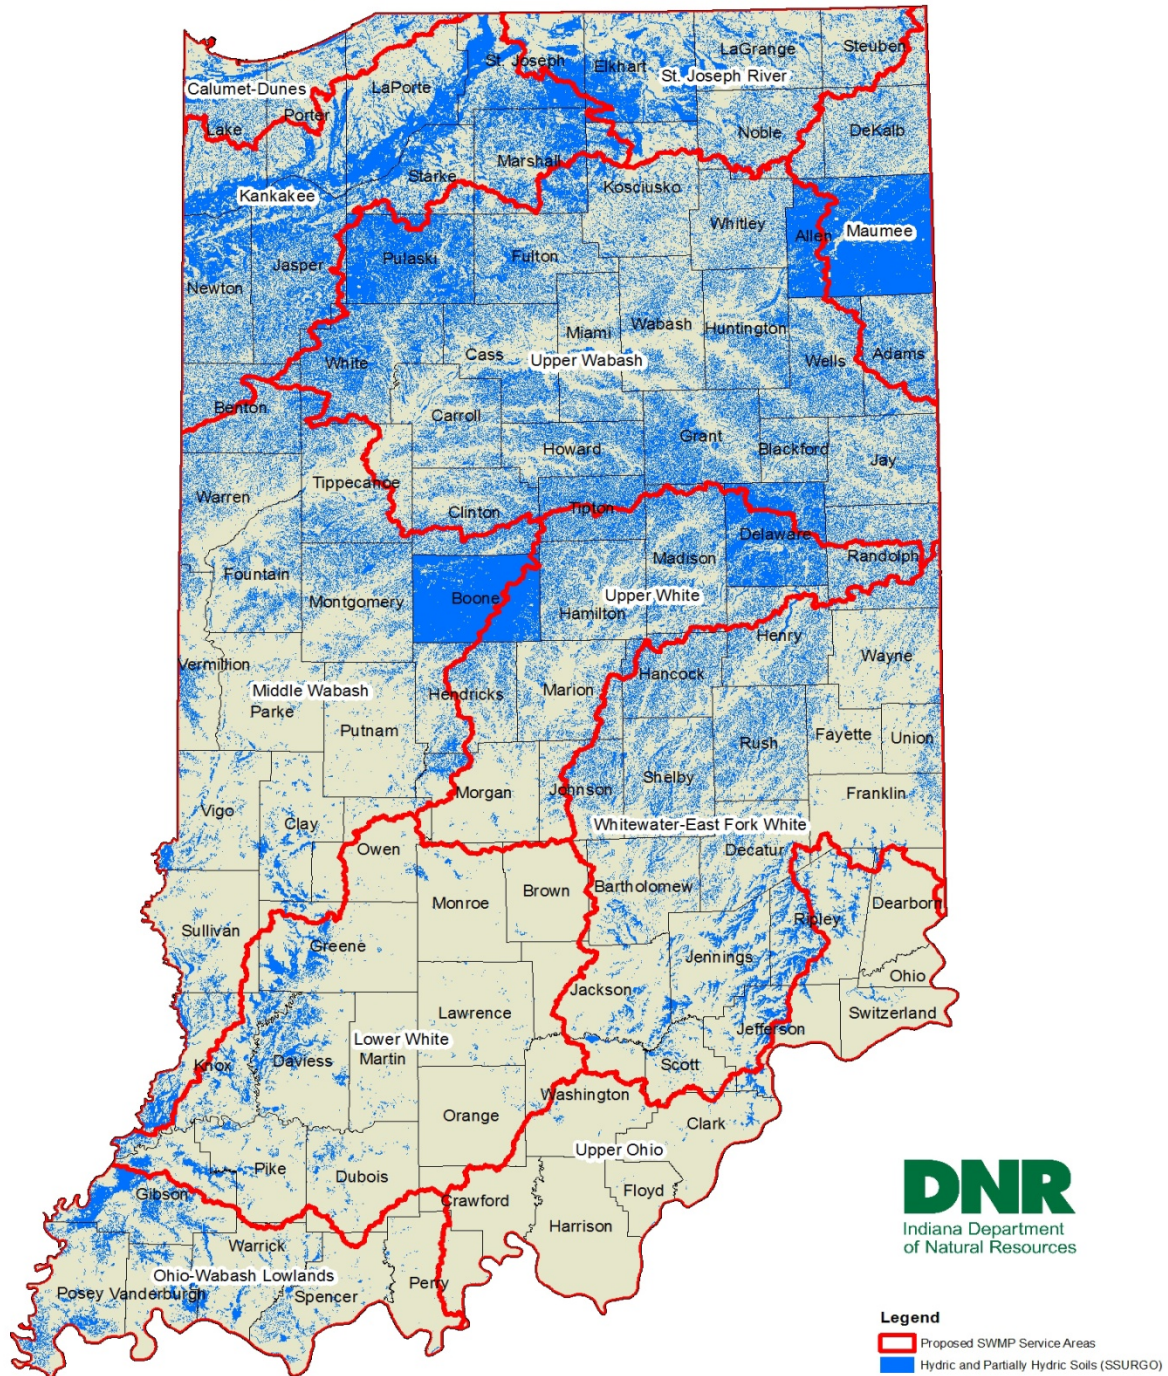 LaGrange
Steuben
St. Joseph
Elkhart
St. Joseph River
Calumet-Dunes
LaPorte
Porter
Lake
Noble
DeKalb
Marshall
Starke
Kosciusko
Kankakee
Whitley
Allen
Maumee
Pulaski
Fulton
Jasper
Newton
Miami
Wabash
Huntington
Cass
Upper Wabash
White
Wells
Adams
Benton
Carroll
Grant
Howard
Blackford
Jay
Tippecanoe
Warren
Clinton
Tipton
Delaware
Randolph
Madison
Fountain
Montgomery
Boone
Upper White
Hamilton
Henry
Wayne
Vermillion
Hancock
Middle Wabash
Hendricks
Marion
Parke
Putnam
Rush
Fayette
Union
Shelby
Morgan
Johnson
Franklin
Vigo
Clay
Whitewater-East Fork White
Owen
Decatur
Bartholomew
Brown
Monroe
Dearborn
Ripley
Sullivan
Greene
Jennings
Ohio
Jackson
Lawrence
Switzerland
Jefferson
Lower White
Martin
Daviess
Knox
Scott
Washington
Orange
Clark
Upper Ohio
Pike
Dubois
Floyd
Gibson
Crawford
Harrison
Warrick
Ohio-Wabash Lowlands
Perry
Posey
Vanderburgh
Spencer
DNR
Indiana Department
of Natural Resources
Legend
Proposed SWMP Service Areas
Hydric and Partially Hydric Soils (SSURGO)